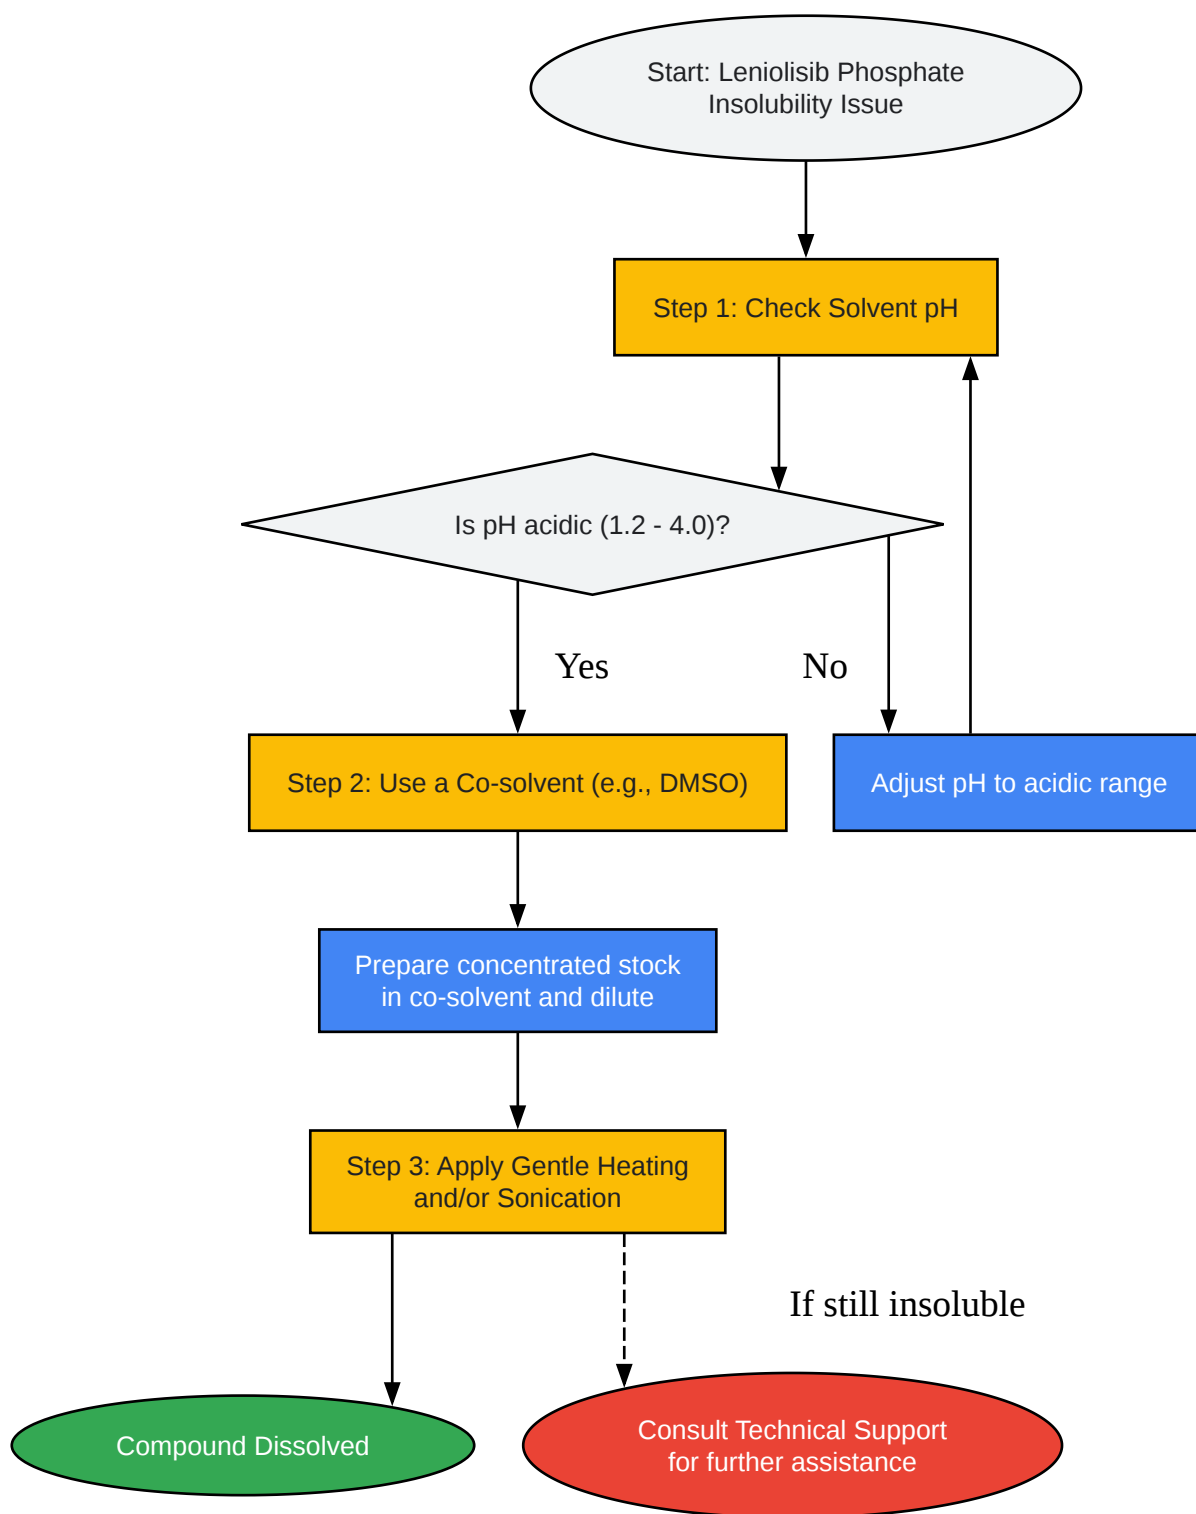 Start: Leniolisib Phosphate
Insolubility Issue
Step 1: Check Solvent pH
Is pH acidic (1.2 - 4.0)?
Yes
No
Step 2: Use a Co-solvent (e.g., DMSO)
Adjust pH to acidic range
Prepare concentrated stock
in co-solvent and dilute
Step 3: Apply Gentle Heating
and/or Sonication
If still insoluble
Compound Dissolved
Consult Technical Support
for further assistance